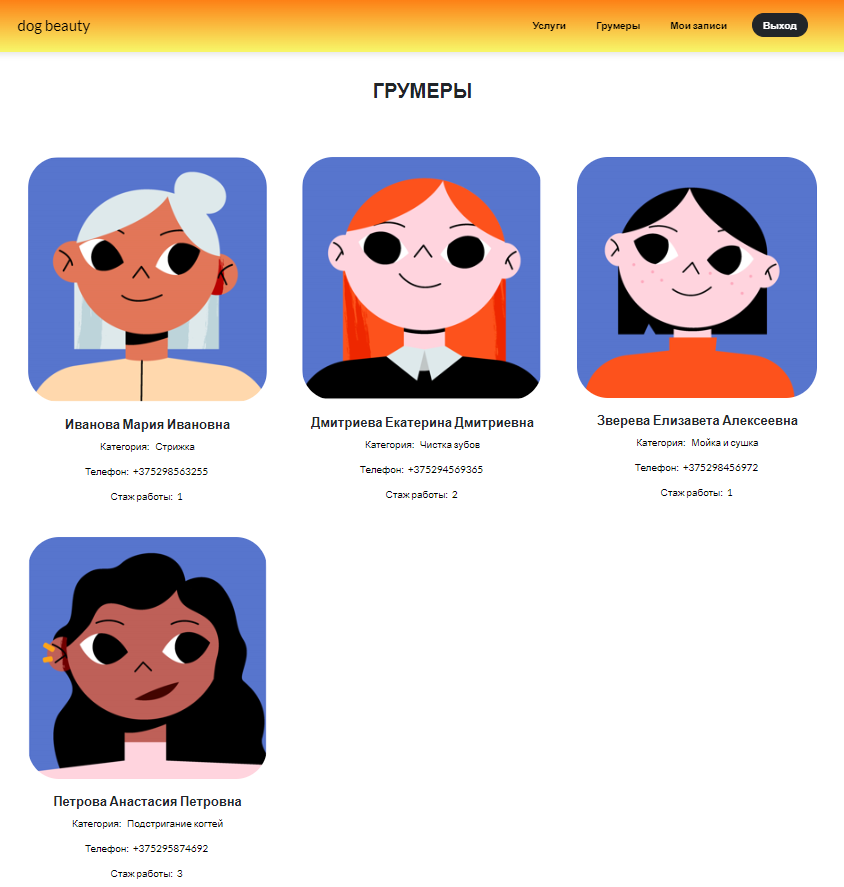 dog beauty
Услуги
Грумеры
Мои записи
Выход
ГРУМЕРЫ
Иванова Мария Ивановна
Категория: Стрижка
Телефон: +375298563255
Стаж работы: 1
Дмитриева Екатерина Дмитриевна
Категория: Чистка зубов
Телефон: +375294569365
Стаж работы: 2
Зверева Елизавета Алексеевна
Категория: Мойка и сушка
Телефон: +375298456972
Стаж работы: 1
Петрова Анастасия Петровна
Категория: Подстригание когтей
Телефон: +375295874692
Стаж работы: 3